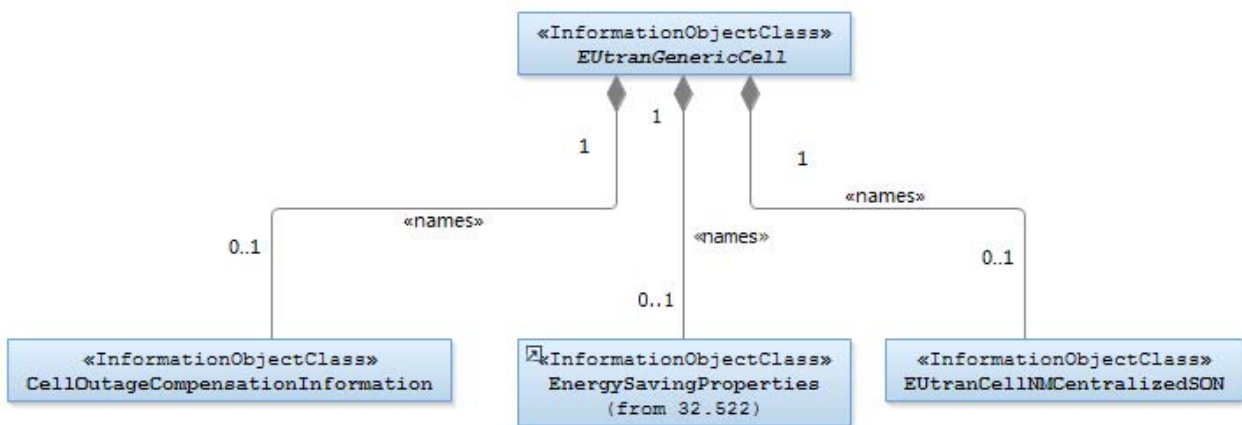 «InformationObjectClass»
EUtranGenericCell
1
1
1
«names»
«names»
«names»
0..1
0..1
0..1
«InformationObjectClass»
CellOutageCompensationInformation
«InformationObjectClass»
EnergySavingProperties
(from 32.522)
«InformationObjectClass»
EUtranCellNMCentralizedSON